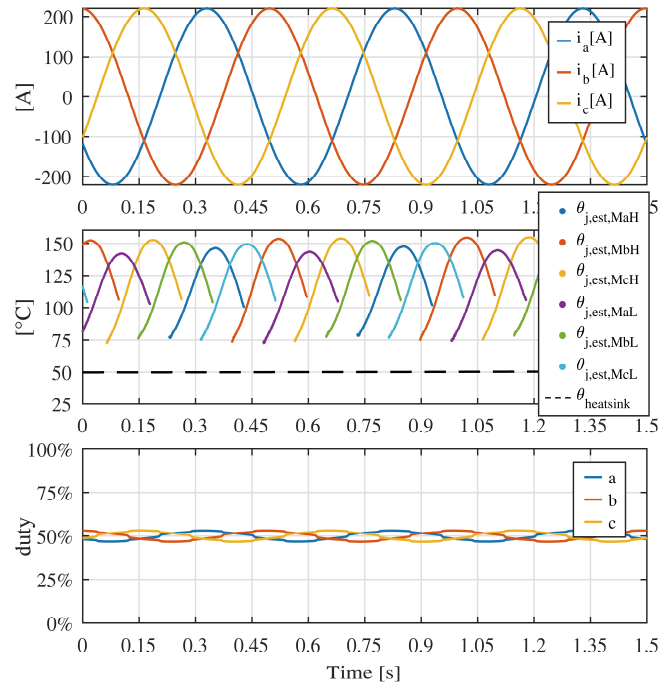 200
100
0
-100
-200
[A]
i_a[A]
i_b[A]
i_c[A]
0 0.15 0.3 0.45 0.6 0.75 0.9 1.05 1.2 1.35 1.5
150
125
100
75
50
25
[°C]
θ_j,est,MaH
θ_j,est,MbH
θ_j,est,McH
θ_j,est,MaL
θ_j,est,MbL
θ_j,est,McL
θ_heatsink
0 0.15 0.3 0.45 0.6 0.75 0.9 1.05 1.2 1.35 1.5
100%
75%
50%
25%
0%
duty
a
b
c
0 0.15 0.3 0.45 0.6 0.75 0.9 1.05 1.2 1.35 1.5
Time [s]